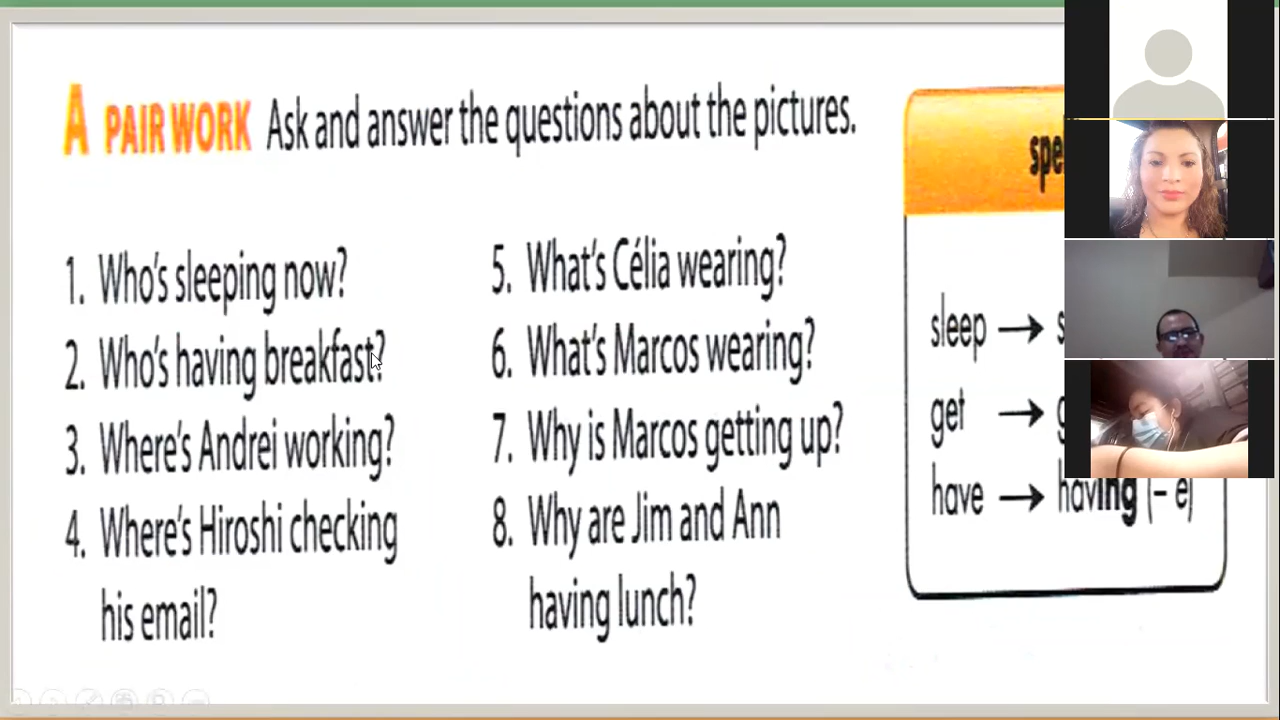 A PAIR WORK Ask and answer the questions about the pictures.
1. Who's sleeping now?
2. Who's having breakfast?
3. Where's Andrei working?
4. Where's Hiroshi checking
his email?
5. What's Célia wearing?
6. What's Marcos wearing?
7. Why is Marcos getting up?
8. Why are Jim and Ann
having lunch?
sleep →
get →
have → having (– e)